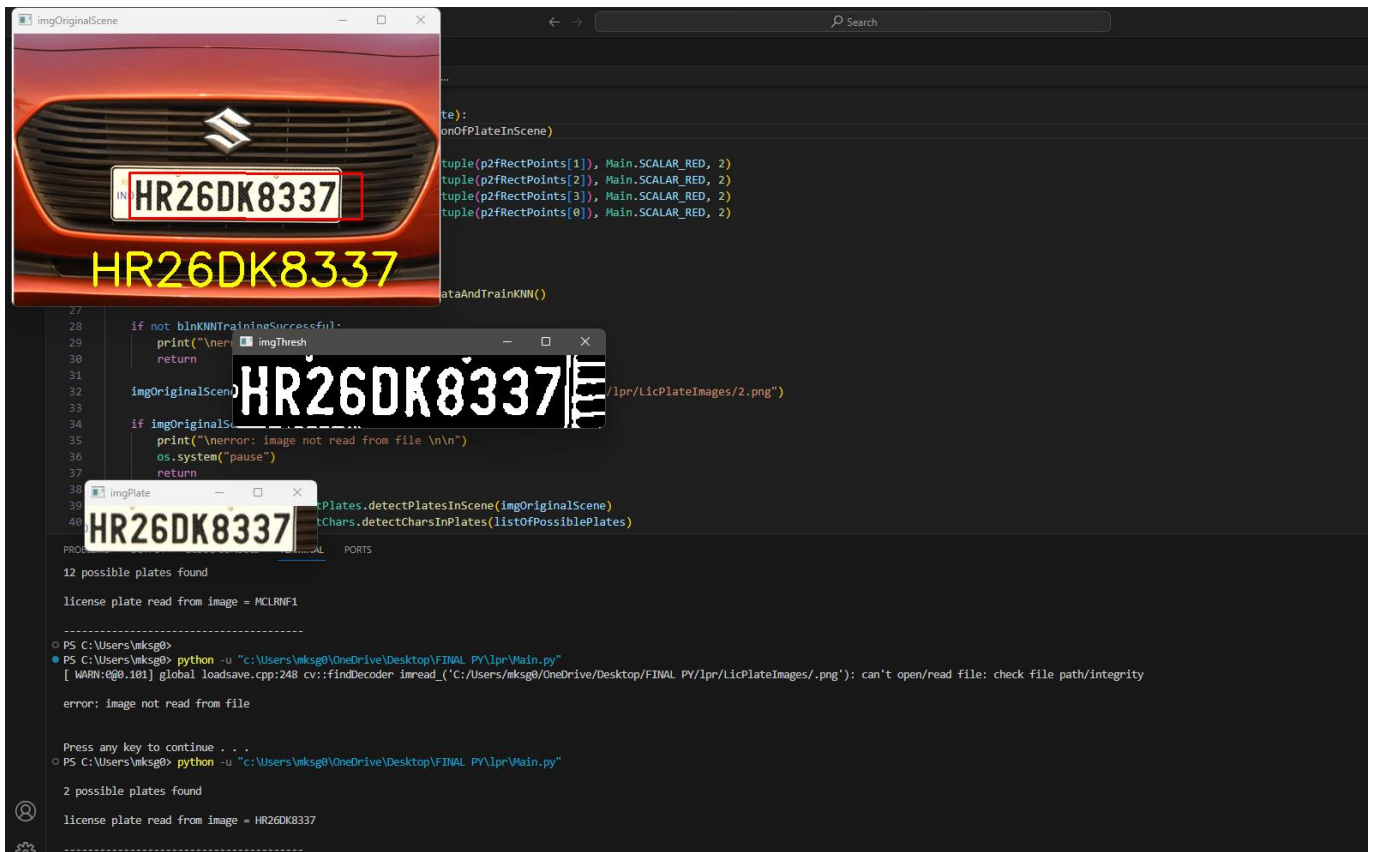 imgOriginalScene
Search
IND
HR26DK8337
HR26DK8337
...
te):
onOfPlateInScene)
tuple(p2fRectPoints[1]), Main.SCALAR_RED, 2)
tuple(p2fRectPoints[2]), Main.SCALAR_RED, 2)
tuple(p2fRectPoints[3]), Main.SCALAR_RED, 2)
tuple(p2fRectPoints[0]), Main.SCALAR_RED, 2)
ataAndTrainKNN()
27
28 if not blnKNNTrainingSuccessful:
29 print("\ner
30 return
31
32 imgOriginalScen /lpr/LicPlateImages/2.png")
33
34 if imgOriginalS
35 print("\nerror: image not read from file \n\n")
36 os.system("pause")
37 return
38
39 tPlates.detectPlatesInScene(imgOriginalScene)
40 tChars.detectCharsInPlates(listOfPossiblePlates)
imgThresh
HR26DK8337
imgPlate
HR26DK8337
PORTS
12 possible plates found
license plate read from image = MCLRNF1
----------------------------------------
PS C:\Users\mksg0>
PS C:\Users\mksg0> python -u "c:\Users\mksg0\OneDrive\Desktop\FINAL PY\lpr\Main.py"
[ WARN:0@0.101] global loadsave.cpp:248 cv::findDecoder imread_('C:/Users/mksg0/OneDrive/Desktop/FINAL PY/lpr/LicPlateImages/.png'): can't open/read file: check file path/integrity
error: image not read from file
Press any key to continue . . .
PS C:\Users\mksg0> python -u "c:\Users\mksg0\OneDrive\Desktop\FINAL PY\lpr\Main.py"
2 possible plates found
license plate read from image = HR26DK8337
----------------------------------------